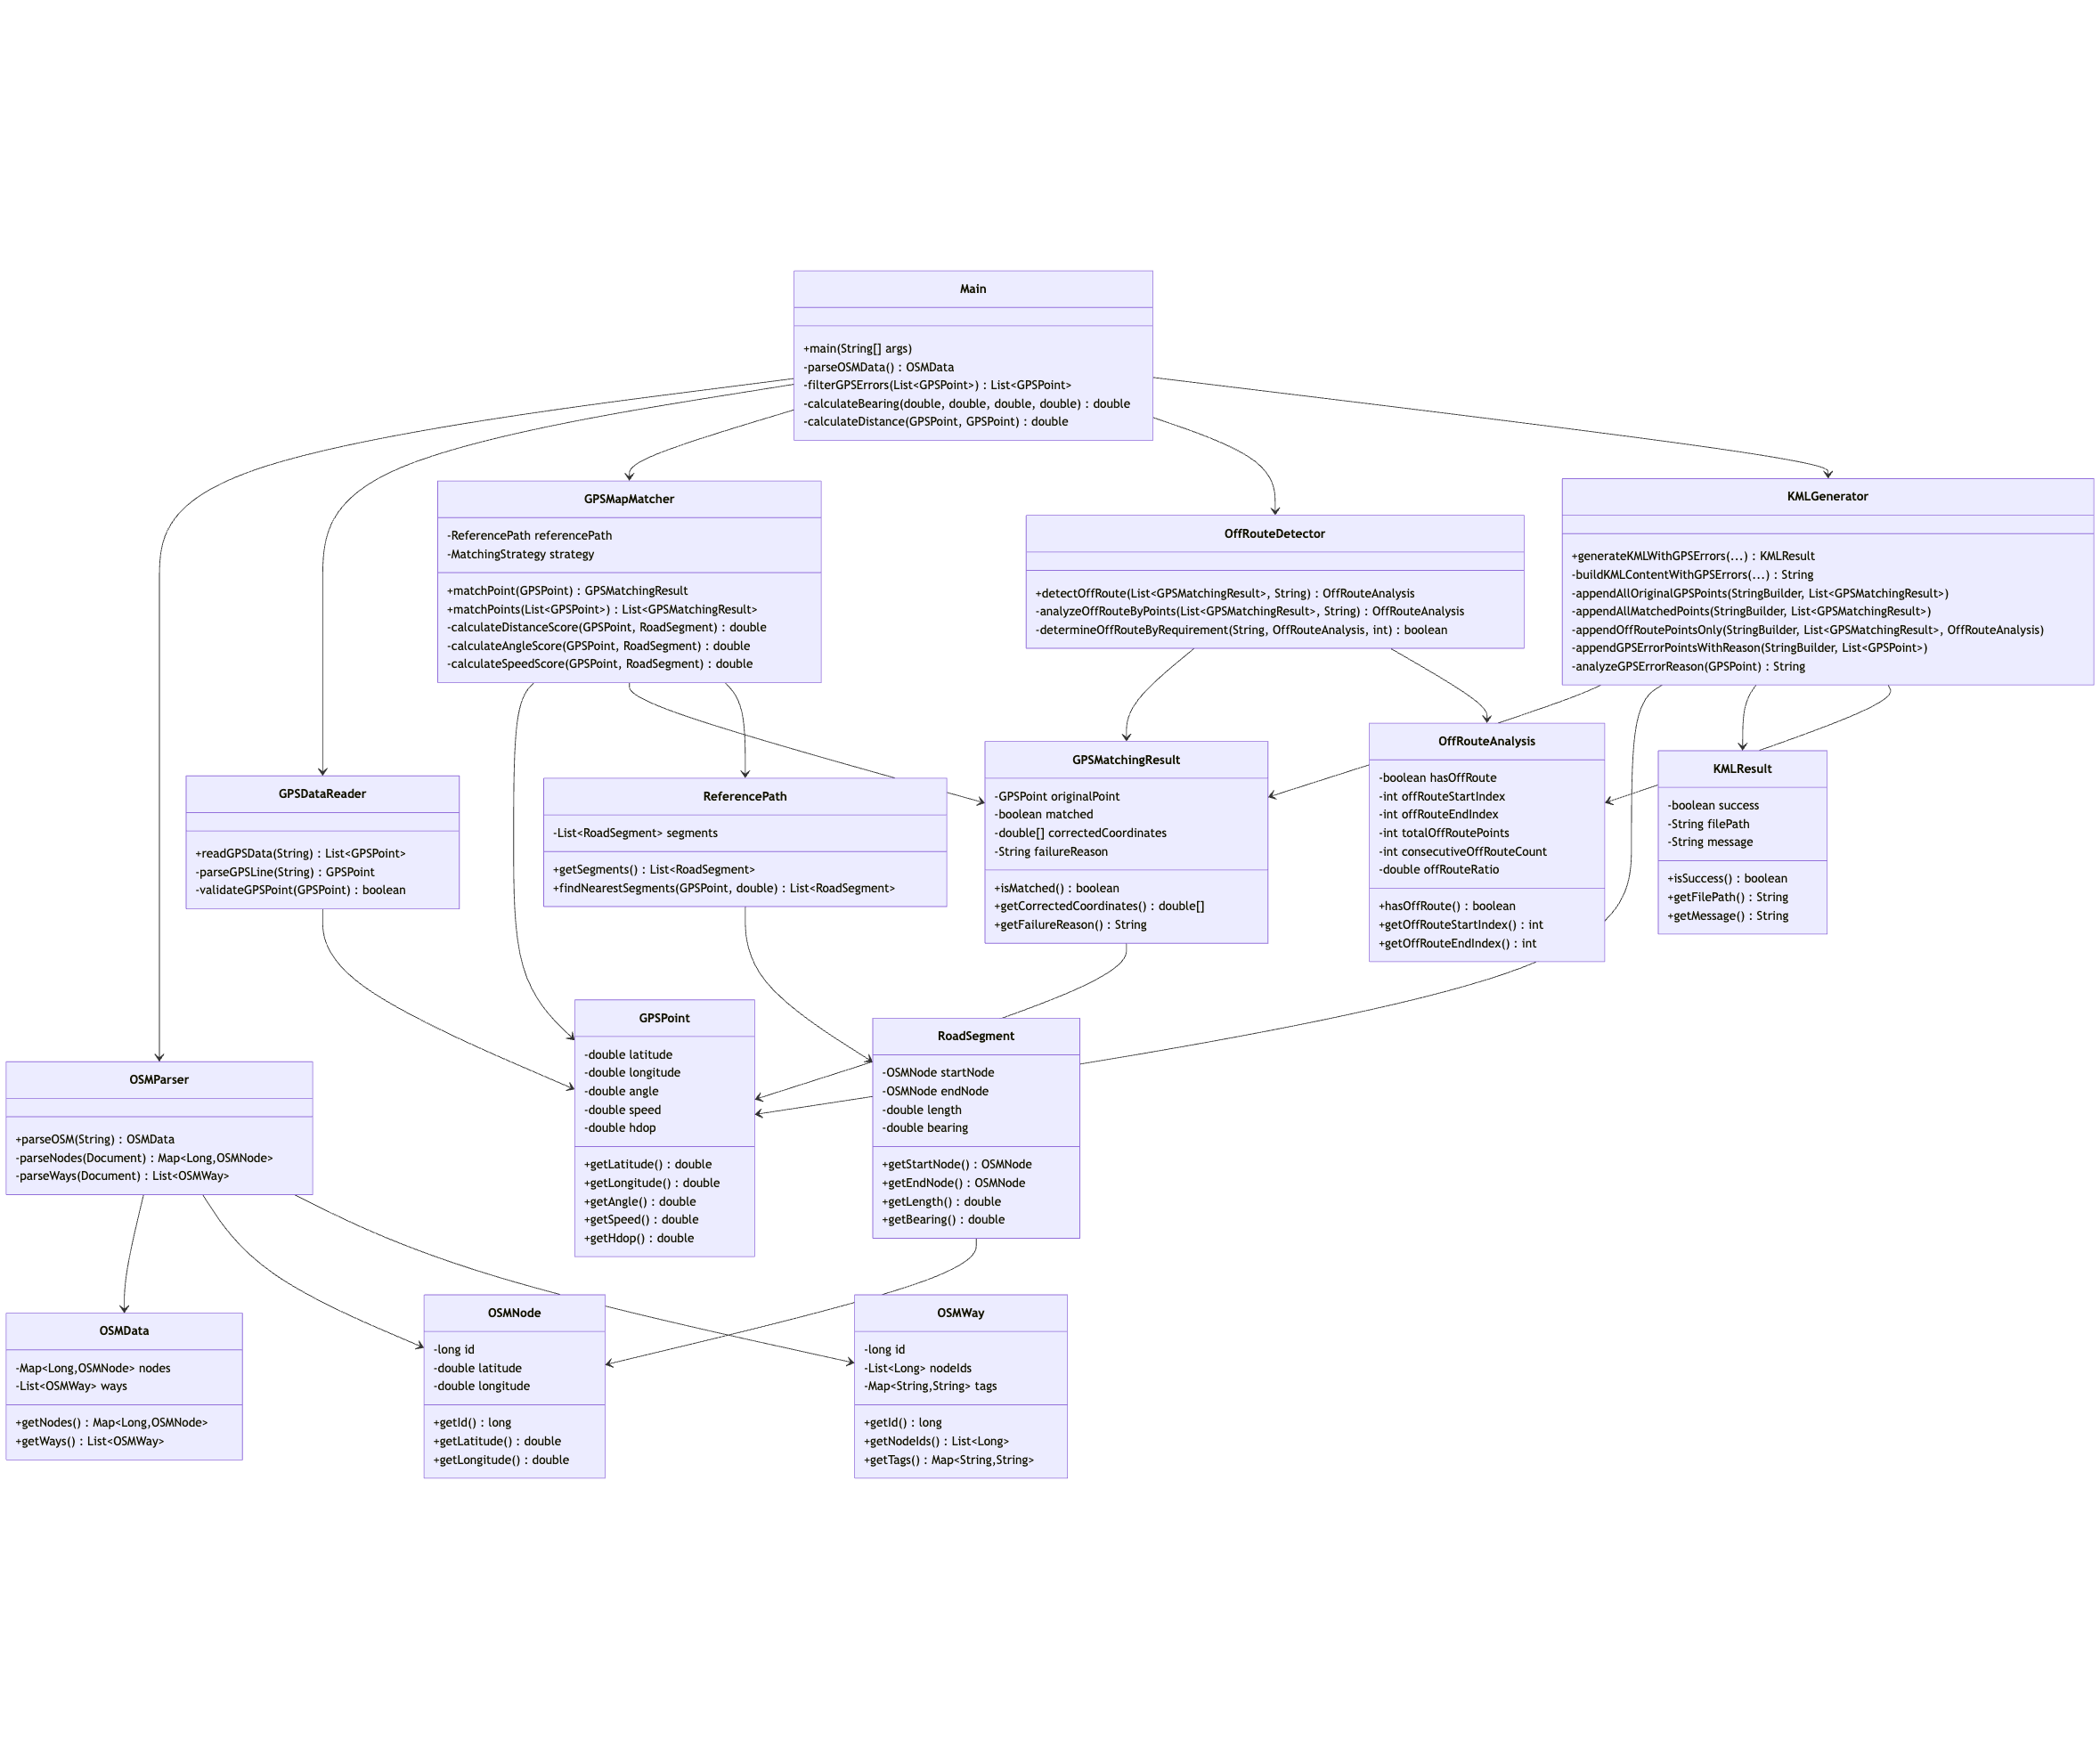 Main
+main(String[] args)
-parseOSMData() : OSMData
-filterGPSErrors(List<GPSPoint>) : List<GPSPoint>
-calculateBearing(double, double, double, double) : double
-calculateDistance(GPSPoint, GPSPoint) : double
GPSMapMatcher
-ReferencePath referencePath
-MatchingStrategy strategy
+matchPoint(GPSPoint) : GPSMatchingResult
+matchPoints(List<GPSPoint>) : List<GPSMatchingResult>
-calculateDistanceScore(GPSPoint, RoadSegment) : double
-calculateAngleScore(GPSPoint, RoadSegment) : double
-calculateSpeedScore(GPSPoint, RoadSegment) : double
OffRouteDetector
+detectOffRoute(List<GPSMatchingResult>, String) : OffRouteAnalysis
-analyzeOffRouteByPoints(List<GPSMatchingResult>, String) : OffRouteAnalysis
-determineOffRouteByRequirement(String, OffRouteAnalysis, int) : boolean
KMLGenerator
+generateKMLWithGPSErrors(...) : KMLResult
-buildKMLContentWithGPSErrors(...) : String
-appendAllOriginalGPSPoints(StringBuilder, List<GPSMatchingResult>)
-appendAllMatchedPoints(StringBuilder, List<GPSMatchingResult>)
-appendOffRoutePointsOnly(StringBuilder, List<GPSMatchingResult>, OffRouteAnalysis)
-appendGPSErrorPointsWithReason(StringBuilder, List<GPSPoint>)
-analyzeGPSErrorReason(GPSPoint) : String
GPSDataReader
+readGPSData(String) : List<GPSPoint>
-parseGPSLine(String) : GPSPoint
-validateGPSPoint(GPSPoint) : boolean
ReferencePath
-List<RoadSegment> segments
+getSegments() : List<RoadSegment>
+findNearestSegments(GPSPoint, double) : List<RoadSegment>
GPSMatchingResult
-GPSPoint originalPoint
-boolean matched
-double[] correctedCoordinates
-String failureReason
+isMatched() : boolean
+getCorrectedCoordinates() : double[]
+getFailureReason() : String
OffRouteAnalysis
-boolean hasOffRoute
-int offRouteStartIndex
-int offRouteEndIndex
-int totalOffRoutePoints
-int consecutiveOffRouteCount
-double offRouteRatio
+hasOffRoute() : boolean
+getOffRouteStartIndex() : int
+getOffRouteEndIndex() : int
KMLResult
-boolean success
-String filePath
-String message
+isSuccess() : boolean
+getFilePath() : String
+getMessage() : String
OSMParser
+parseOSM(String) : OSMData
-parseNodes(Document) : Map<Long,OSMNode>
-parseWays(Document) : List<OSMWay>
GPSPoint
-double latitude
-double longitude
-double angle
-double speed
-double hdop
+getLatitude() : double
+getLongitude() : double
+getAngle() : double
+getSpeed() : double
+getHdop() : double
RoadSegment
-OSMNode startNode
-OSMNode endNode
-double length
-double bearing
+getStartNode() : OSMNode
+getEndNode() : OSMNode
+getLength() : double
+getBearing() : double
OSMData
-Map<Long,OSMNode> nodes
-List<OSMWay> ways
+getNodes() : Map<Long,OSMNode>
+getWays() : List<OSMWay>
OSMNode
-long id
-double latitude
-double longitude
+getId() : long
+getLatitude() : double
+getLongitude() : double
OSMWay
-long id
-List<Long> nodeIds
-Map<String,String> tags
+getId() : long
+getNodeIds() : List<Long>
+getTags() : Map<String,String>